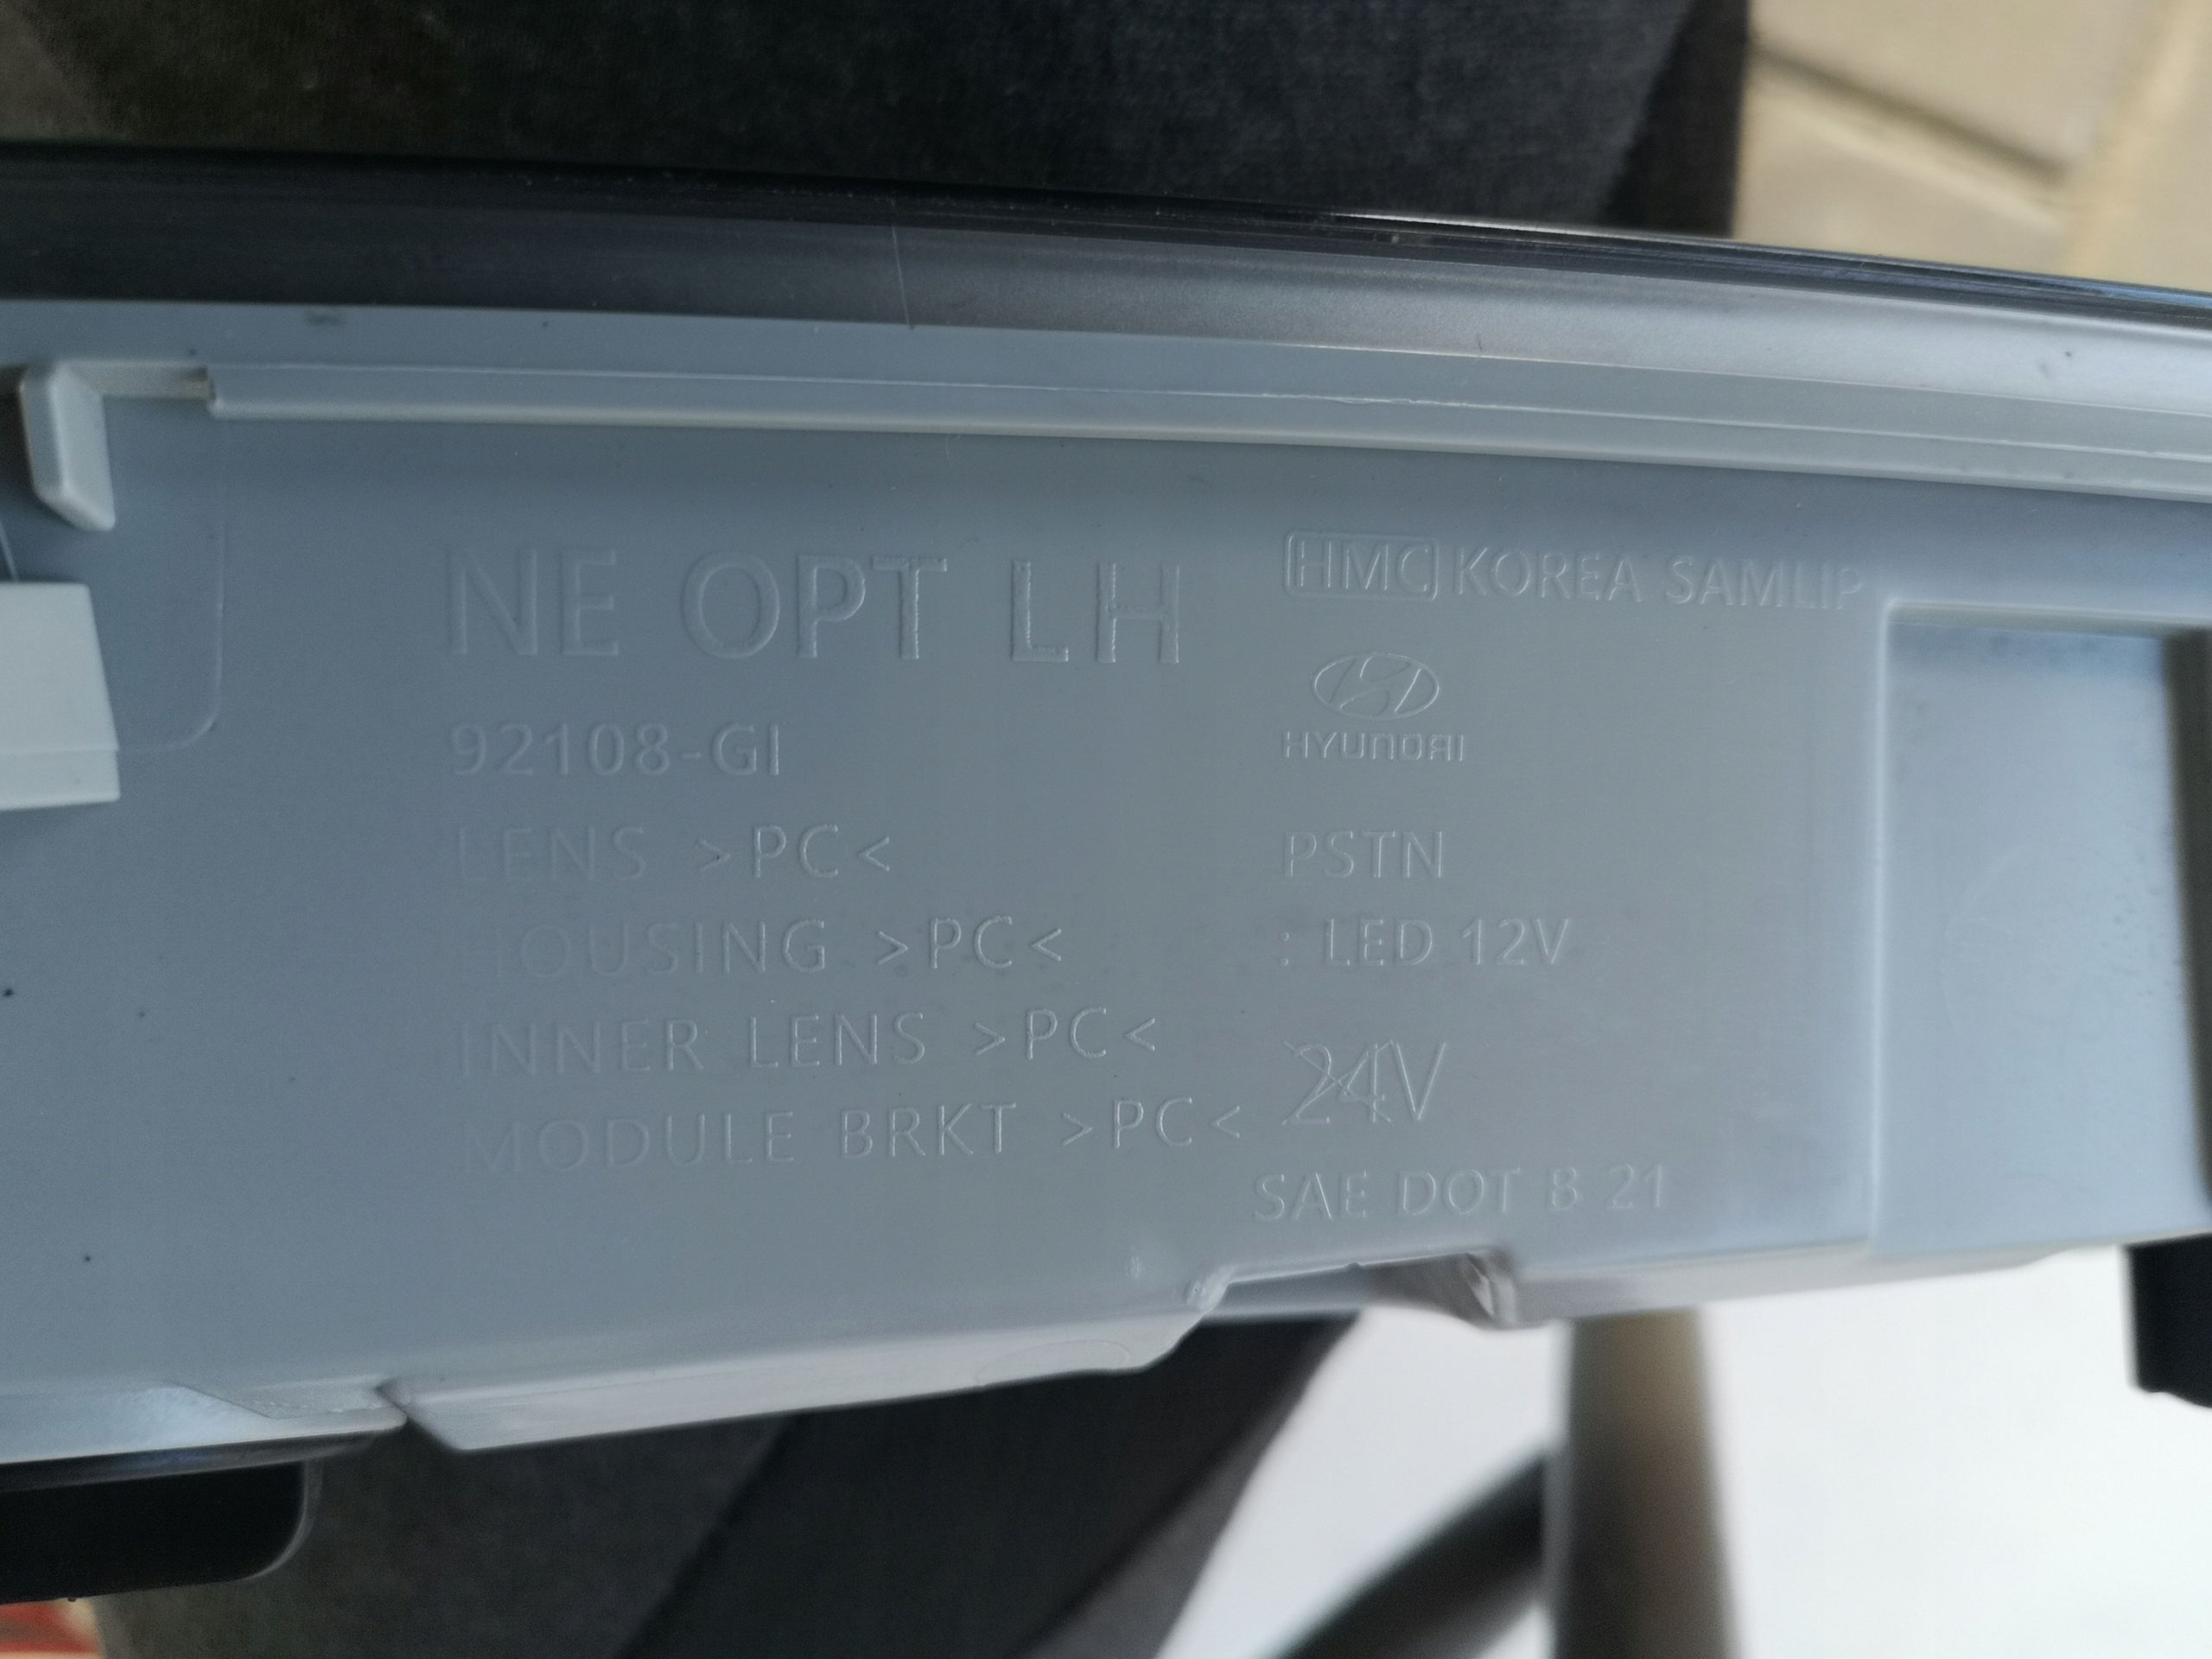 NE OPT LH
92108-GI
LENS >PC<
HOUSING >PC<
INNER LENS >PC<
MODULE BRKT >PC<
HMC KOREA SAMLIP
HYUNDAI
PSTN
: LED 12V
24V
SAE DOT B 21